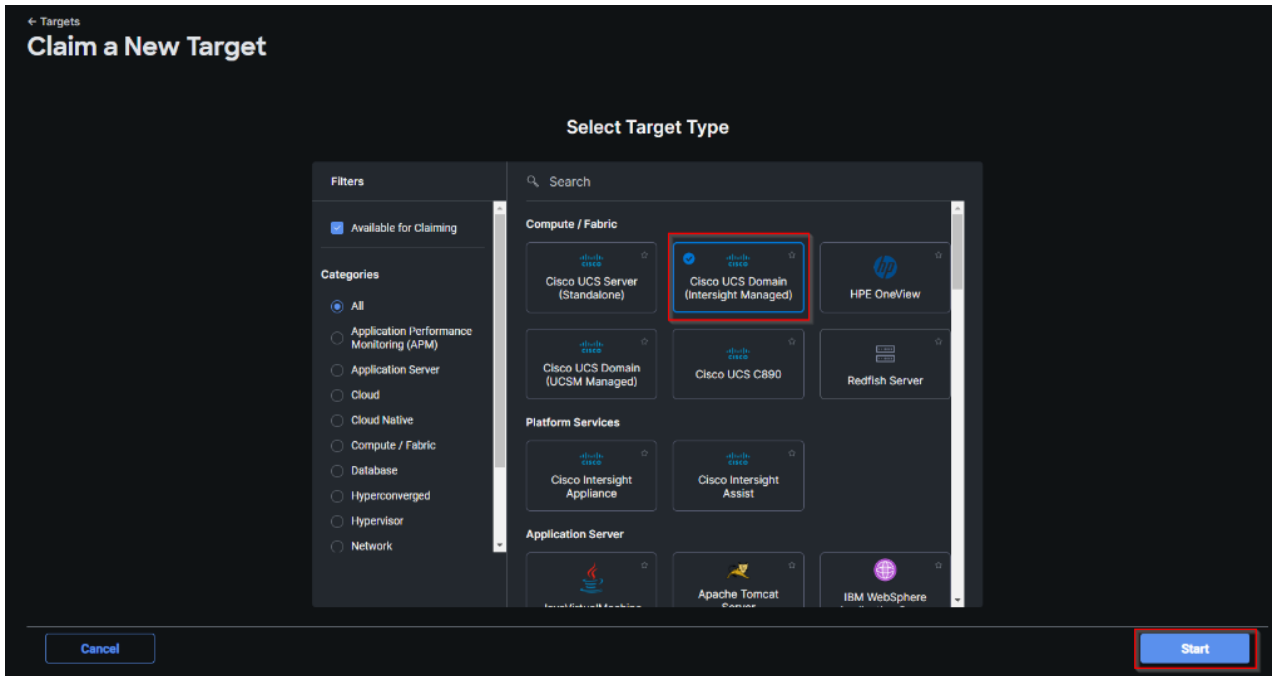 ← Targets
Claim a New Target
Select Target Type
Filters
Search
Available for Claiming
Categories
All
Application Performance
Monitoring (APM)
Application Server
Cloud
Cloud Native
Compute / Fabric
Database
Hyperconverged
Hypervisor
Network
Compute / Fabric
CISCO
Cisco UCS Server
(Standalone)
CISCO
Cisco UCS Domain
(Intersight Managed)
hp
HPE OneView
CISCO
Cisco UCS Domain
(UCSM Managed)
CISCO
Cisco UCS C890
Redfish Server
Platform Services
CISCO
Cisco Intersight
Appliance
CISCO
Cisco Intersight
Assist
Application Server
Apache Tomcat
IBM WebSphere
Cancel
Start